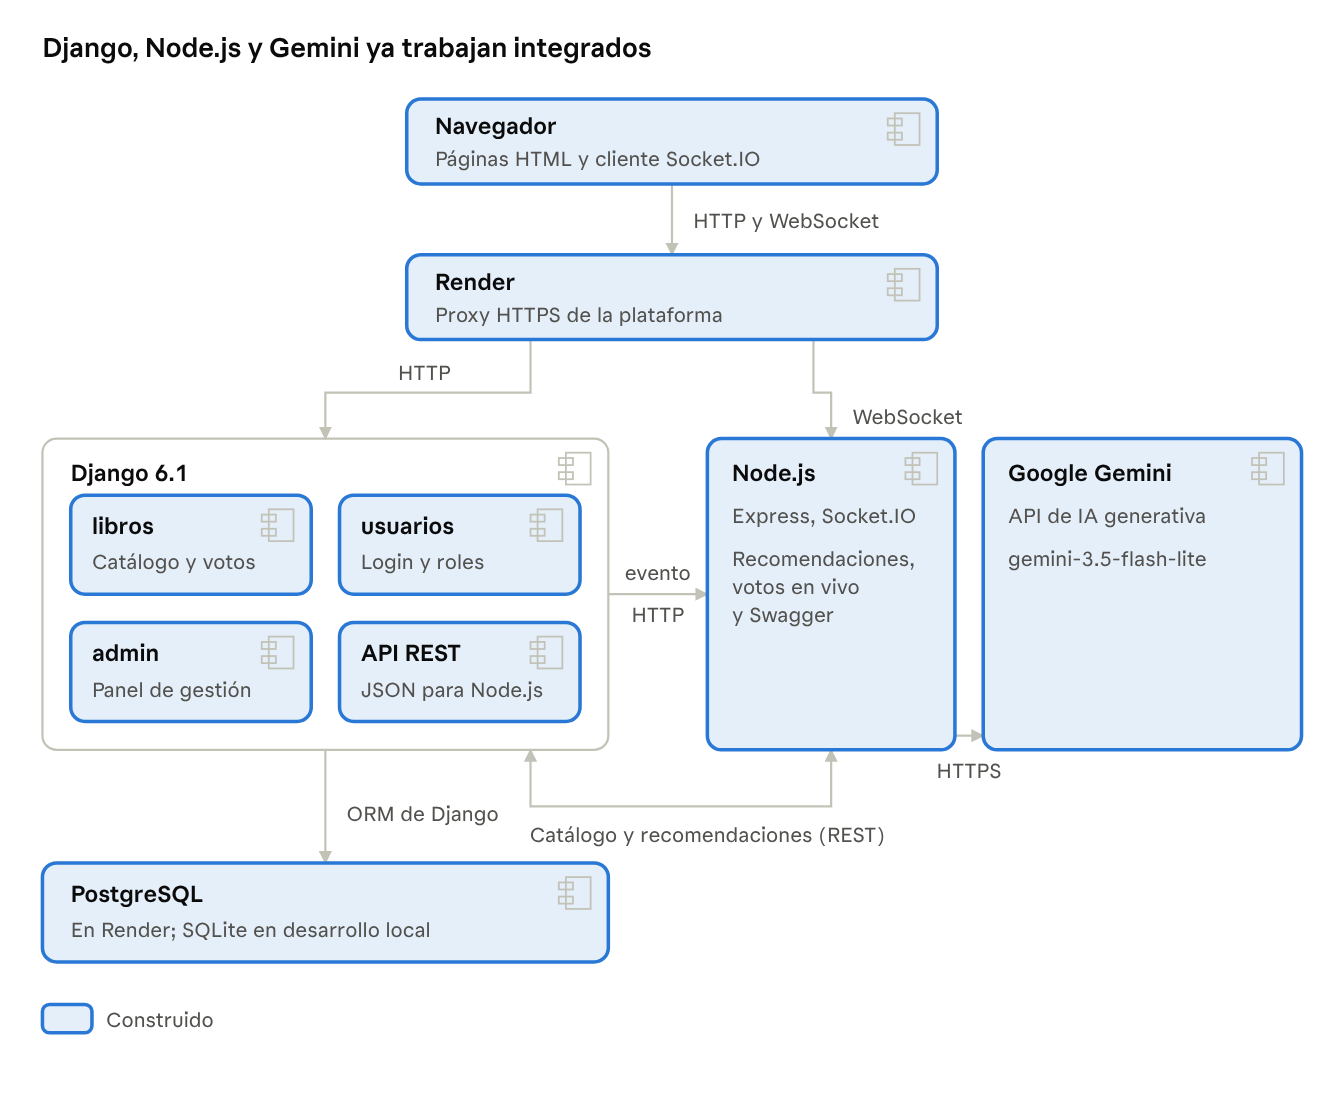 Django, Node.js y Gemini ya trabajan integrados
Navegador
Páginas HTML y cliente Socket.IO
HTTP y WebSocket
Render
Proxy HTTPS de la plataforma
HTTP
WebSocket
Django 6.1
libros
Catálogo y votos
usuarios
Login y roles
admin
Panel de gestión
API REST
JSON para Node.js
evento
HTTP
Node.js
Express, Socket.IO
Recomendaciones,
votos en vivo
y Swagger
Google Gemini
API de IA generativa
gemini-3.5-flash-lite
HTTPS
ORM de Django
Catálogo y recomendaciones (REST)
PostgreSQL
En Render; SQLite en desarrollo local
Construido